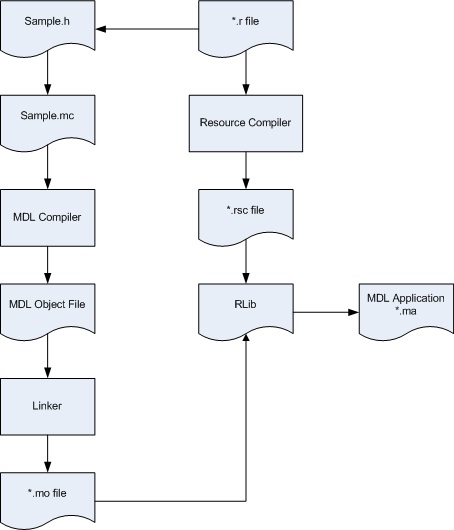 Sample.h
*.r file
Sample.mc
Resource Compiler
MDL Compiler
*.rsc file
MDL Object File
RLib
MDL Application
*.ma
Linker
*.mo file